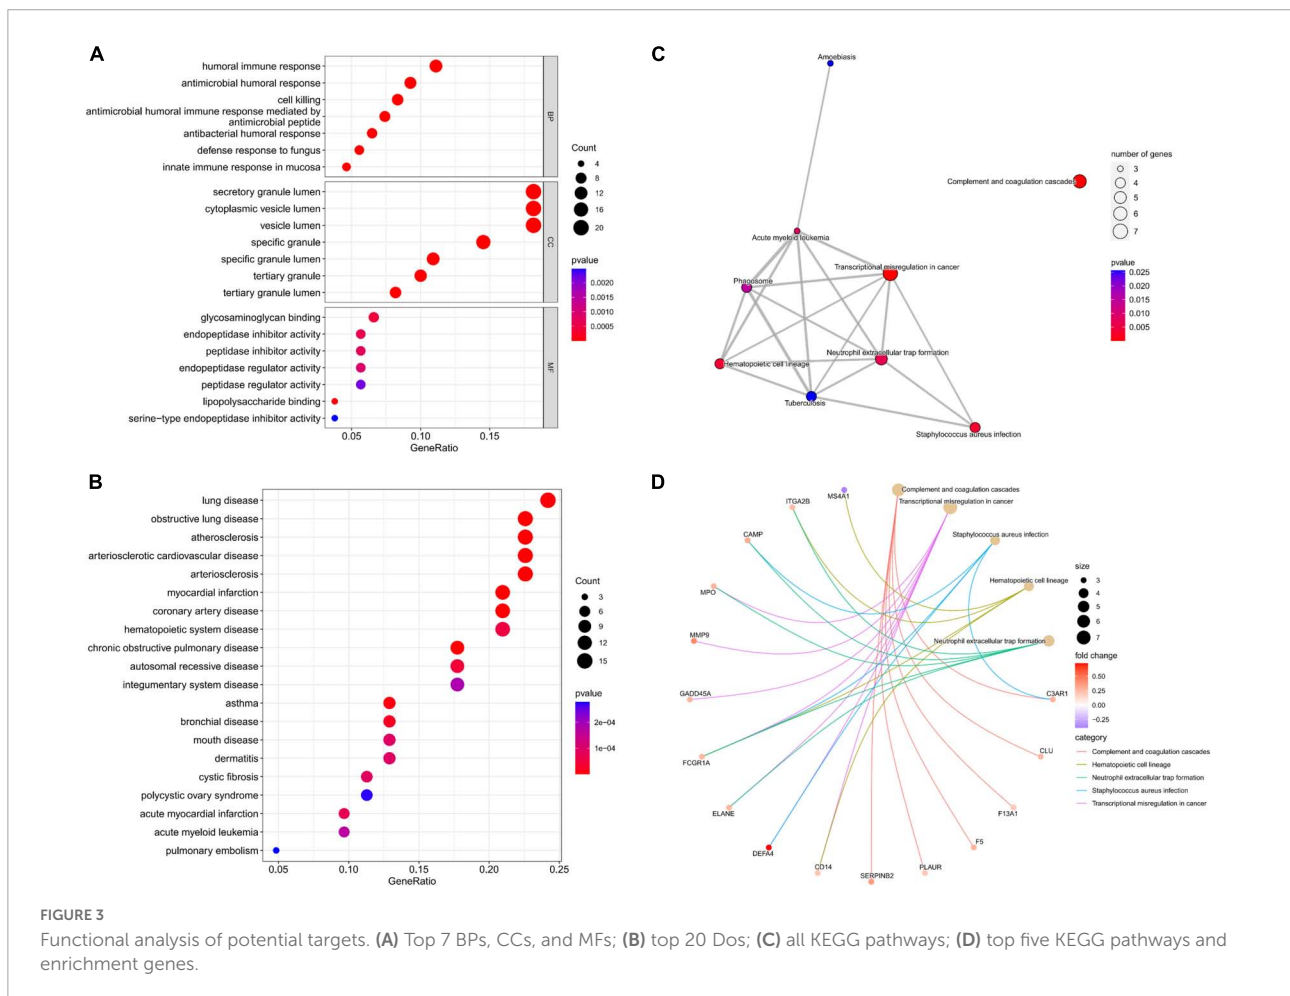 A
humoral immune response
antimicrobial humoral response
cell killing
antimicrobial humoral immune response mediated by
antimicrobial peptide
antibacterial humoral response
defense response to fungus
innate immune response in mucosa
BP
secretory granule lumen
cytoplasmic vesicle lumen
vesicle lumen
specific granule
specific granule lumen
tertiary granule
tertiary granule lumen
CC
glycosaminoglycan binding
endopeptidase inhibitor activity
peptidase inhibitor activity
endopeptidase regulator activity
peptidase regulator activity
lipopolysaccharide binding
serine−type endopeptidase inhibitor activity
MF
0.05 0.10 0.15
GeneRatio
Count
4
8
12
16
20
pvalue
0.0020
0.0015
0.0010
0.0005
C
Amoebiasis
Complement and coagulation cascades
Acute myeloid leukemia
Transcriptional misregulation in cancer
Phagosome
Neutrophil extracellular trap formation
Hematopoietic cell lineage
Tuberculosis
Staphylococcus aureus infection
number of genes
3
4
5
6
7
pvalue
0.025
0.020
0.015
0.010
0.005
B
lung disease
obstructive lung disease
atherosclerosis
arteriosclerotic cardiovascular disease
arteriosclerosis
myocardial infarction
coronary artery disease
hematopoietic system disease
chronic obstructive pulmonary disease
autosomal recessive disease
integumentary system disease
asthma
bronchial disease
mouth disease
dermatitis
cystic fibrosis
polycystic ovary syndrome
acute myocardial infarction
acute myeloid leukemia
pulmonary embolism
0.05 0.10 0.15 0.20 0.25
GeneRatio
Count
3
6
9
12
15
pvalue
2e−04
1e−04
D
MS4A1
Complement and coagulation cascades
ITGA2B
Transcriptional misregulation in cancer
CAMP
Staphylococcus aureus infection
MPO
Hematopoietic cell lineage
MMP9
Neutrophil extracellular trap formation
GADD45A
C3AR1
FCGR1A
CLU
ELANE
F13A1
DEFA4
F5
CD14
PLAUR
SERPINB2
size
3
4
5
6
7
fold change
0.50
0.25
0.00
−0.25
category
Complement and coagulation cascades
Hematopoietic cell lineage
Neutrophil extracellular trap formation
Staphylococcus aureus infection
Transcriptional misregulation in cancer
FIGURE 3
Functional analysis of potential targets. (A) Top 7 BPs, CCs, and MFs; (B) top 20 Dos; (C) all KEGG pathways; (D) top five KEGG pathways and
enrichment genes.